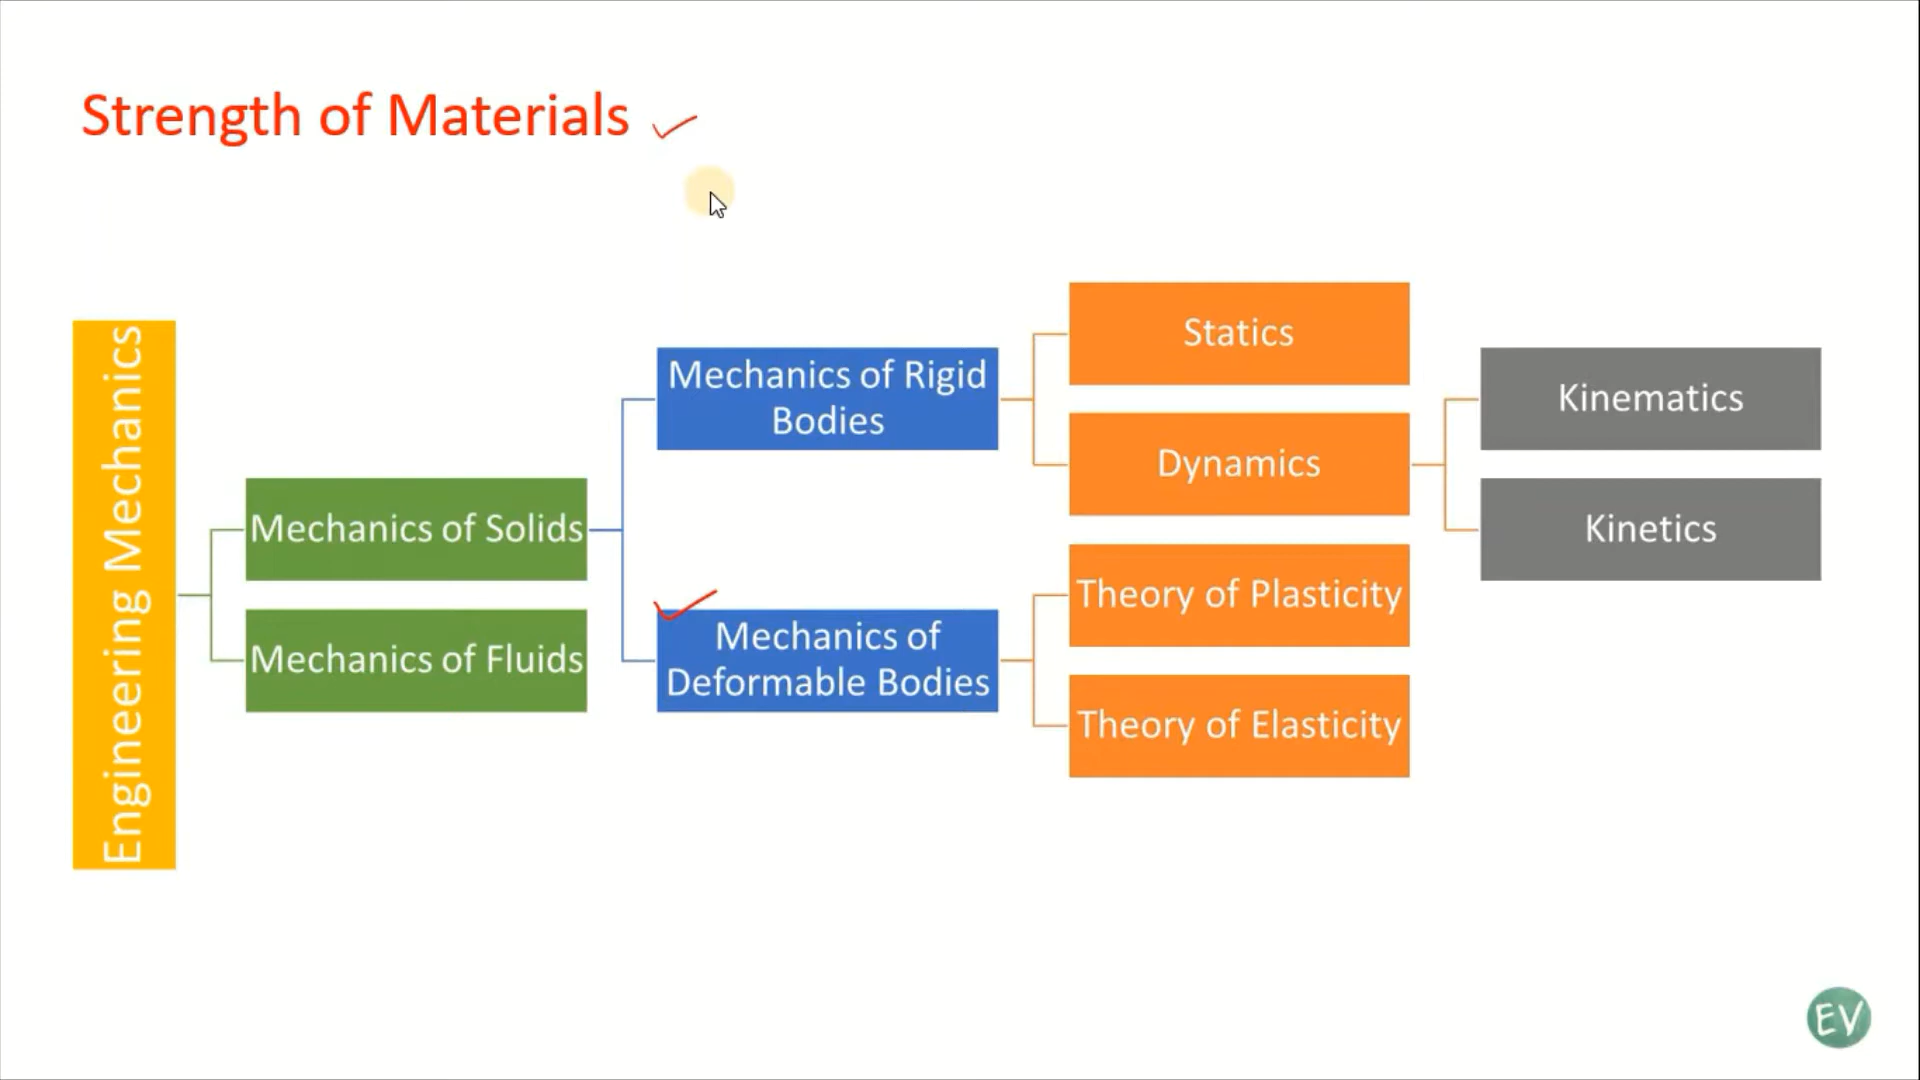 Strength of Materials
Engineering Mechanics
Mechanics of Solids
Mechanics of Fluids
Mechanics of Rigid
Bodies
Mechanics of
Deformable Bodies
Statics
Dynamics
Theory of Plasticity
Theory of Elasticity
Kinematics
Kinetics
EV